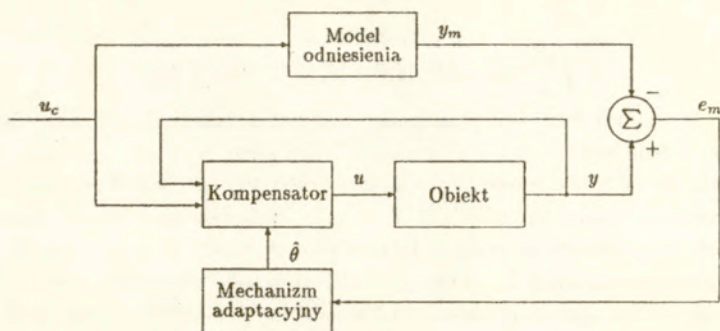 Model
odniesienia
y_m
−
u_c
Σ
e_m
+
Kompensator
u
Obiekt
y
θ̂
Mechanizm
adaptacyjny